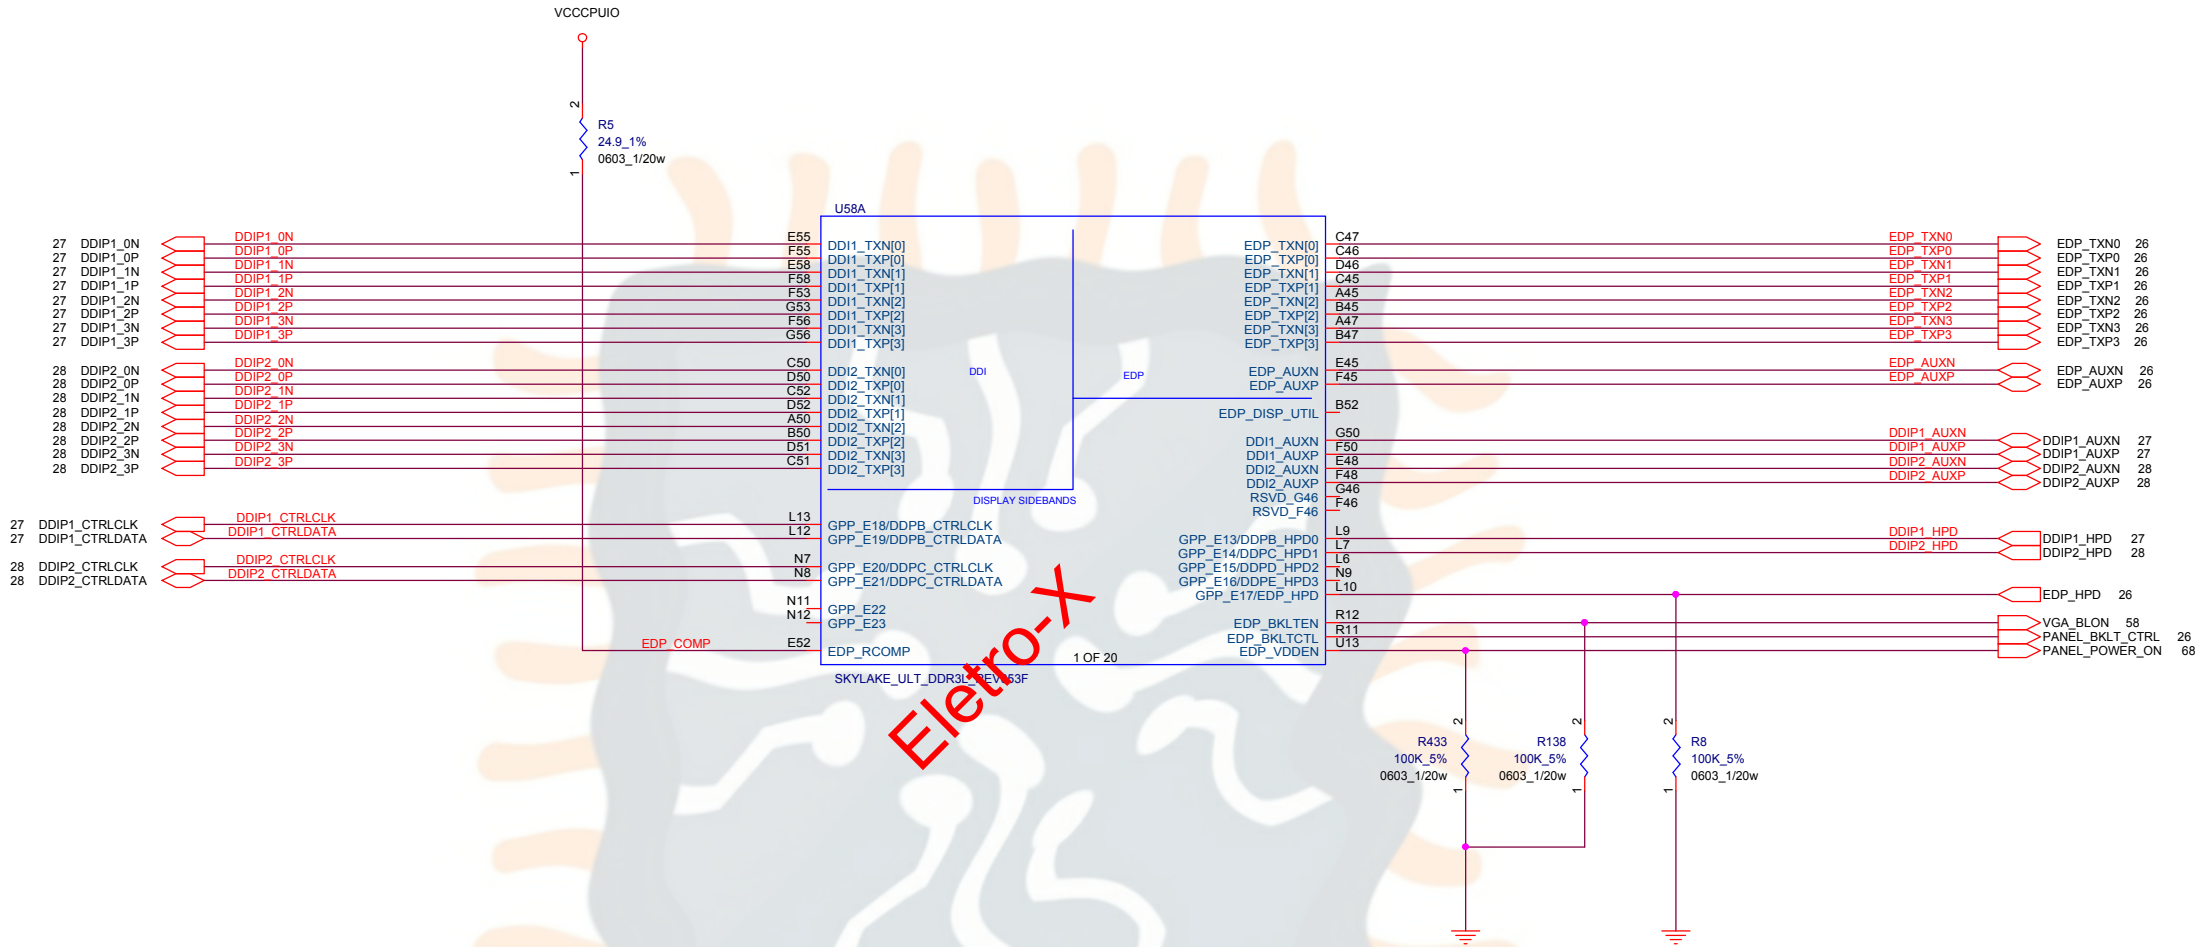 VCCCPUIO
2
R5
24.9_1%
0603_1/20w
1
U58A
27 DDIP1_0N DDIP1_0N E55 DDI1_TXN[0] EDP_TXN[0] C47 EDP_TXN0 EDP_TXN0 26
27 DDIP1_0P DDIP1_0P F55 DDI1_TXP[0] EDP_TXP[0] C46 EDP_TXP0 EDP_TXP0 26
27 DDIP1_1N DDIP1_1N E58 DDI1_TXN[1] EDP_TXN[1] D46 EDP_TXN1 EDP_TXN1 26
27 DDIP1_1P DDIP1_1P F58 DDI1_TXP[1] EDP_TXP[1] C45 EDP_TXP1 EDP_TXP1 26
27 DDIP1_2N DDIP1_2N F53 DDI1_TXN[2] EDP_TXN[2] A45 EDP_TXN2 EDP_TXN2 26
27 DDIP1_2P DDIP1_2P G53 DDI1_TXP[2] EDP_TXP[2] B45 EDP_TXP2 EDP_TXP2 26
27 DDIP1_3N DDIP1_3N F56 DDI1_TXN[3] EDP_TXN[3] A47 EDP_TXN3 EDP_TXN3 26
27 DDIP1_3P DDIP1_3P G56 DDI1_TXP[3] EDP_TXP[3] B47 EDP_TXP3 EDP_TXP3 26
28 DDIP2_0N DDIP2_0N C50 DDI2_TXN[0] DDI EDP EDP_AUXN E45 EDP_AUXN EDP_AUXN 26
28 DDIP2_0P DDIP2_0P D50 DDI2_TXP[0] EDP_AUXP F45 EDP_AUXP EDP_AUXP 26
28 DDIP2_1N DDIP2_1N C52 DDI2_TXN[1]
28 DDIP2_1P DDIP2_1P D52 DDI2_TXP[1] EDP_DISP_UTIL B52
28 DDIP2_2N DDIP2_2N A50 DDI2_TXN[2]
28 DDIP2_2P DDIP2_2P B50 DDI2_TXP[2] DDI1_AUXN G50 DDIP1_AUXN DDIP1_AUXN 27
28 DDIP2_3N DDIP2_3N D51 DDI2_TXN[3] DDI1_AUXP F50 DDIP1_AUXP DDIP1_AUXP 27
28 DDIP2_3P DDIP2_3P C51 DDI2_TXP[3] DDI2_AUXN E48 DDIP2_AUXN DDIP2_AUXN 28
DDI2_AUXP F48 DDIP2_AUXP DDIP2_AUXP 28
DISPLAY SIDEBANDS RSVD_G46 G46
RSVD_F46 F46
27 DDIP1_CTRLCLK DDIP1_CTRLCLK L13 GPP_E18/DDPB_CTRLCLK
27 DDIP1_CTRLDATA DDIP1_CTRLDATA L12 GPP_E19/DDPB_CTRLDATA GPP_E13/DDPB_HPD0 L9 DDIP1_HPD DDIP1_HPD 27
GPP_E14/DDPC_HPD1 L7 DDIP2_HPD DDIP2_HPD 28
28 DDIP2_CTRLCLK DDIP2_CTRLCLK N7 GPP_E20/DDPC_CTRLCLK GPP_E15/DDPD_HPD2 L6
28 DDIP2_CTRLDATA DDIP2_CTRLDATA N8 GPP_E21/DDPC_CTRLDATA GPP_E16/DDPE_HPD3 N9
GPP_E17/EDP_HPD L10 EDP_HPD 26
N11 GPP_E22
N12 GPP_E23 EDP_BKLTEN R12 VGA_BLON 58
EDP_BKLTCTL R11 PANEL_BKLT_CTRL 26
EDP_COMP E52 EDP_RCOMP EDP_VDDEN U13 PANEL_POWER_ON 68
1 OF 20
SKYLAKE_ULT_DDR3L_REV053F
Eletro-X
2 2 2
R433 R138 R8
100K_5% 100K_5% 100K_5%
0603_1/20w 0603_1/20w 0603_1/20w
1 1 1